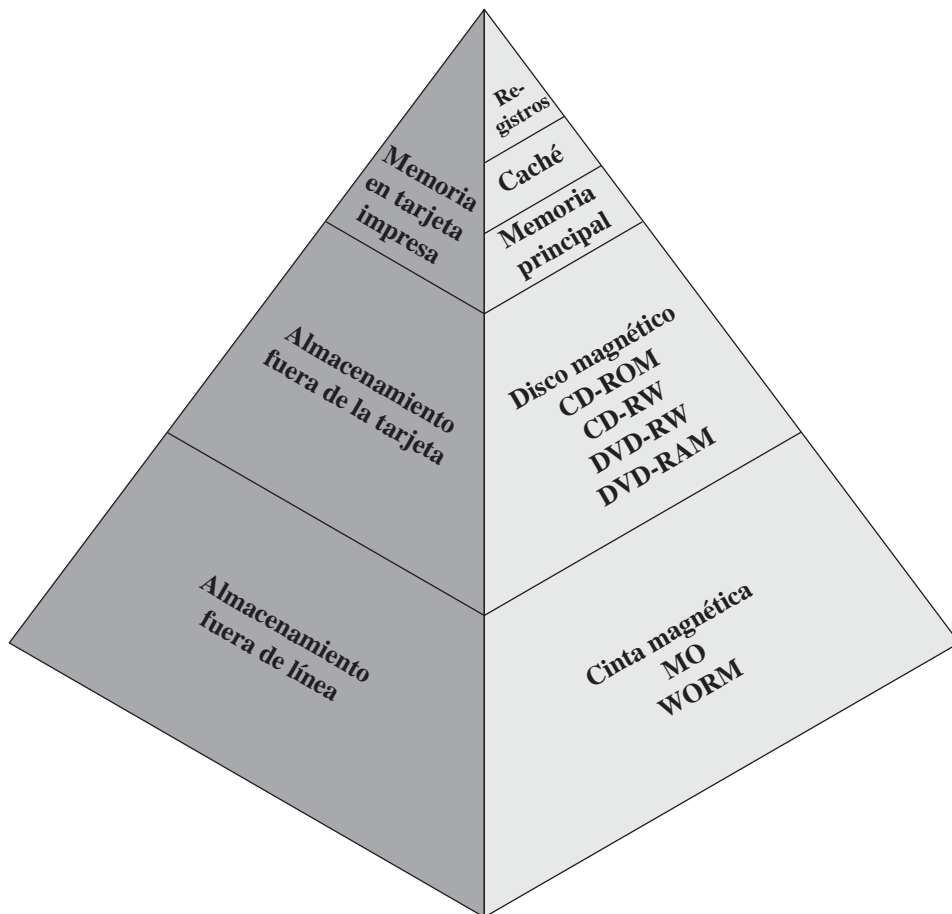 Memoria
en tarjeta
impresa
Re-
gistros
Caché
Memoria
principal
Almacenamiento
fuera de la tarjeta
Disco magnético
CD-ROM
CD-RW
DVD-RW
DVD-RAM
Almacenamiento
fuera de línea
Cinta magnética
MO
WORM